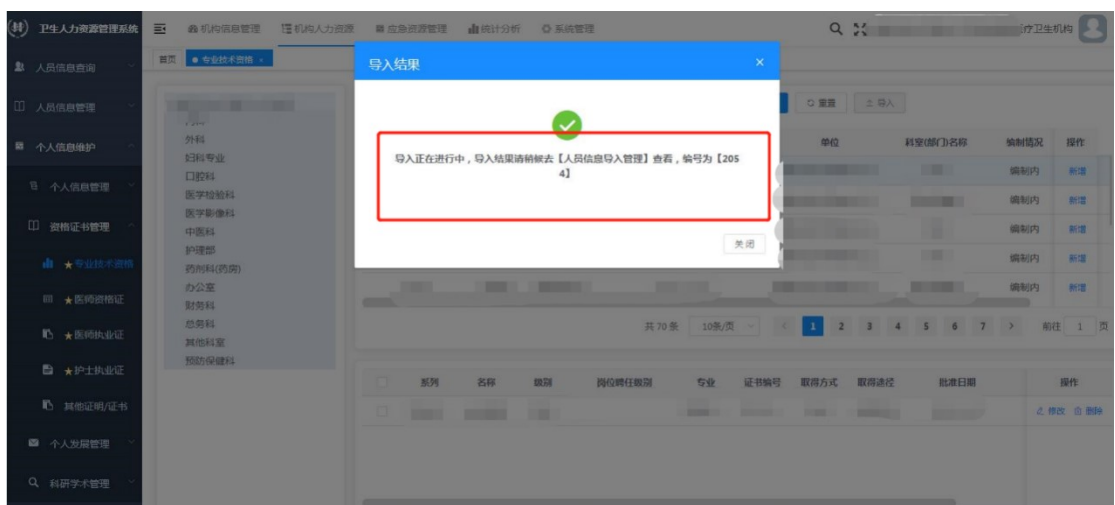 卫生人力资源管理系统
机构信息管理
机构人力资源
应急资源管理
统计分析
系统管理
疗卫生机构
人员信息查询
人员信息管理
个人信息维护
个人信息管理
资格证书管理
★专业技术资格
★医师资格证
★医师执业证
★护士执业证
其他证明/证书
个人发展管理
科研学术管理
首页
专业技术资格 ×
外科
妇科专业
口腔科
医学检验科
医学影像科
中医科
护理部
药剂科(药房)
办公室
财务科
总务科
其他科室
预防保健科
导入结果 ×
导入正在进行中，导入结果请稍候去【人员信息导入管理】查看，编号为【205
4】
关闭
重置
导入
单位 科室(部门)名称 编制情况 操作
编制内 新增
编制内 新增
编制内 新增
编制内 新增
编制内 新增
共 70 条 10条/页 < 1 2 3 4 5 6 7 > 前往 1 页
系列 名称 级别 岗位聘任级别 专业 证书编号 取得方式 取得途径 批准日期 操作
修改 删除